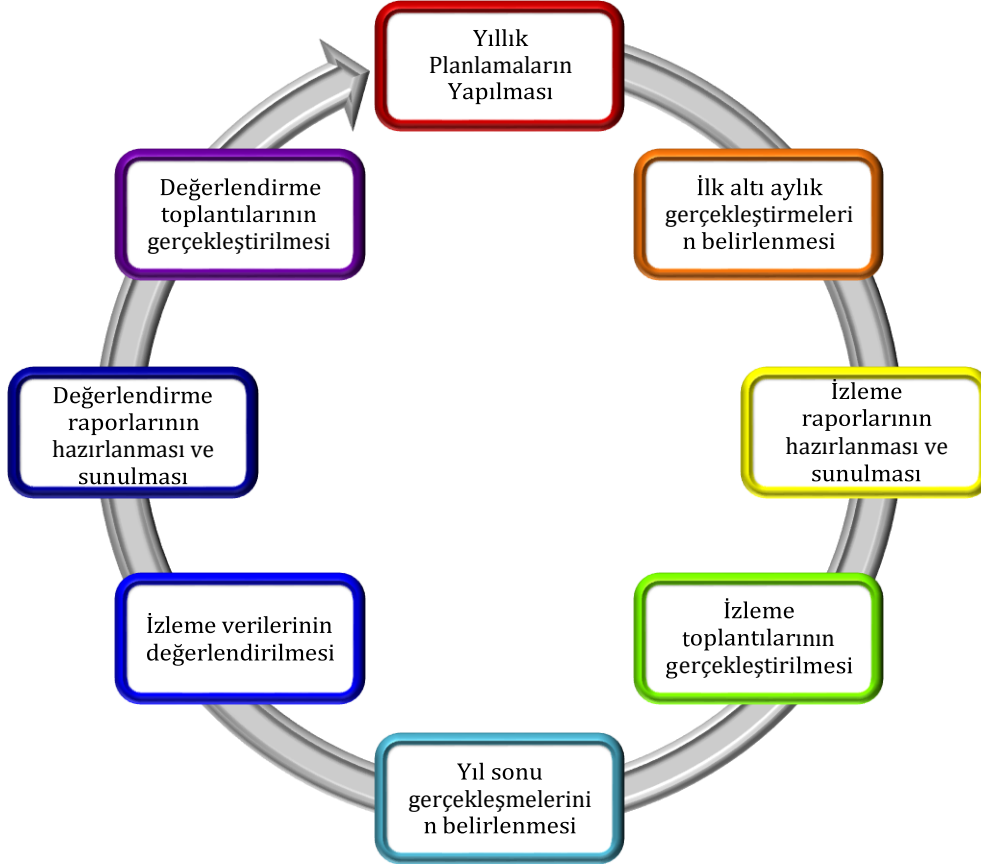 Yıllık
Planlamaların
Yapılması
İlk altı aylık
gerçekleştirmeleri
n belirlenmesi
İzleme
raporlarının
hazırlanması ve
sunulması
İzleme
toplantılarının
gerçekleştirilmesi
Yıl sonu
gerçekleşmelerini
n belirlenmesi
İzleme verilerinin
değerlendirilmesi
Değerlendirme
raporlarının
hazırlanması ve
sunulması
Değerlendirme
toplantılarının
gerçekleştirilmesi